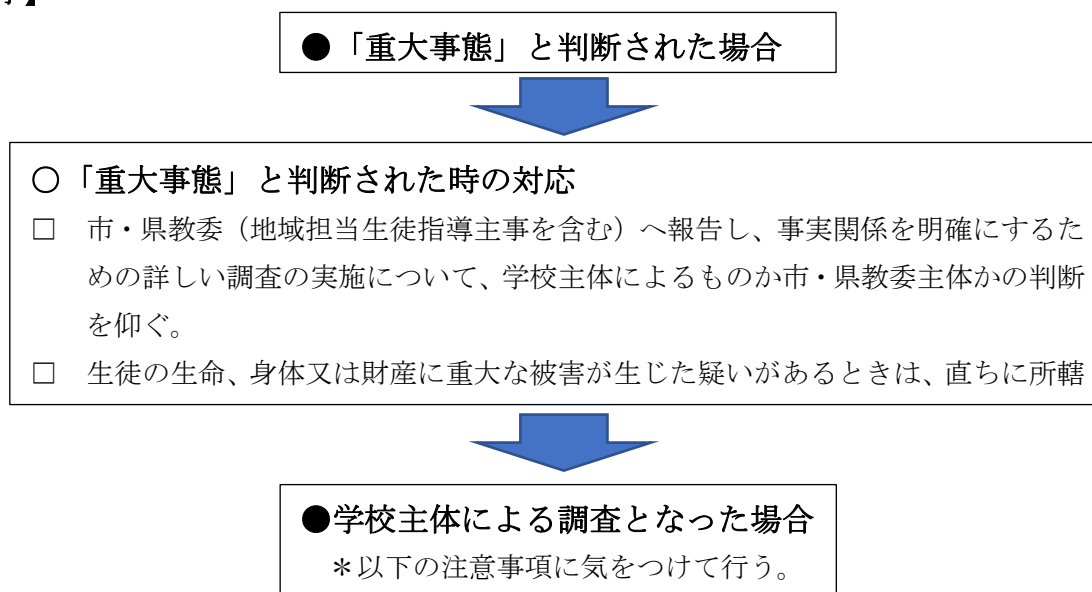 ●「重大事態」と判断された場合
○「重大事態」と判断された時の対応
□ 市・県教委（地域担当生徒指導主事を含む）へ報告し、事実関係を明確にするた
めの詳しい調査の実施について、学校主体によるものか市・県教委主体かの判断
を仰ぐ。
□ 生徒の生命、身体又は財産に重大な被害が生じた疑いがあるときは、直ちに所轄
●学校主体による調査となった場合
＊以下の注意事項に気をつけて行う。